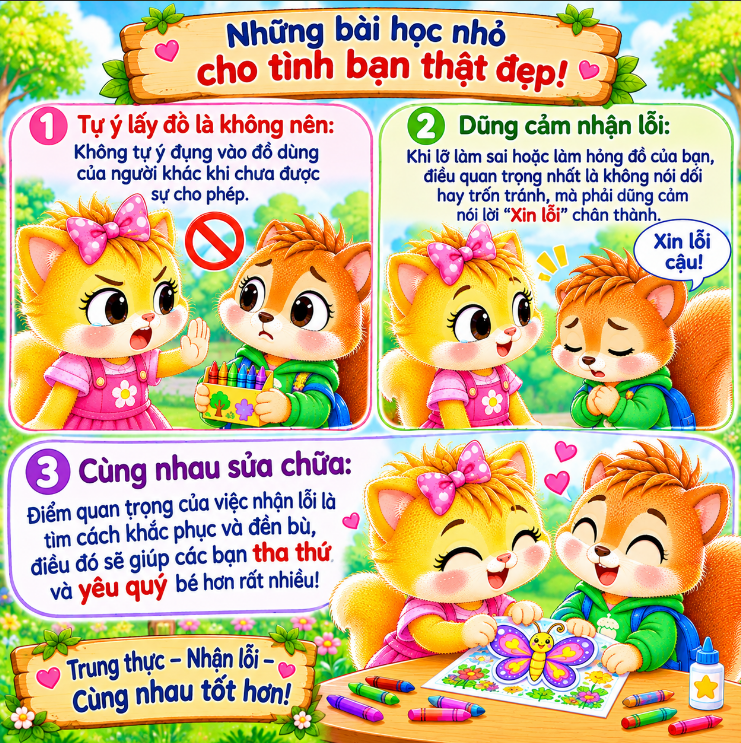 Những bài học nhỏ
cho tình bạn thật đẹp!
1 Tự ý lấy đồ là không nên:
Không tự ý đụng vào đồ dùng
của người khác khi chưa được
sự cho phép.
2 Dũng cảm nhận lỗi:
Khi lỡ làm sai hoặc làm hỏng đồ của bạn,
điều quan trọng nhất là không nói dối
hay trốn tránh, mà phải dũng cảm
nói lời “Xin lỗi” chân thành.
Xin lỗi
cậu!
3 Cùng nhau sửa chữa:
Điểm quan trọng của việc nhận lỗi là
tìm cách khắc phục và đền bù,
điều đó sẽ giúp các bạn tha thứ
và yêu quý bé hơn rất nhiều!
Trung thực – Nhận lỗi –
Cùng nhau tốt hơn!